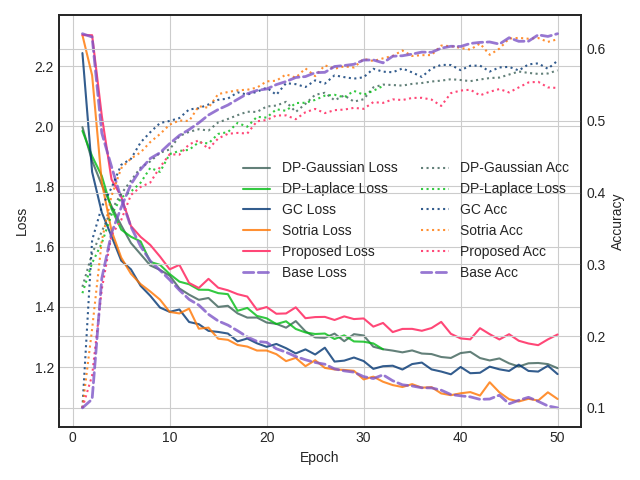 2.2
2.0
1.8
1.6
1.4
1.2
Loss
0.6
0.5
0.4
0.3
0.2
0.1
Accuracy
DP-Gaussian Loss
DP-Laplace Loss
GC Loss
Sotria Loss
Proposed Loss
Base Loss
DP-Gaussian Acc
DP-Laplace Loss
GC Acc
Sotria Acc
Proposed Acc
Base Acc
0 10 20 30 40 50
Epoch